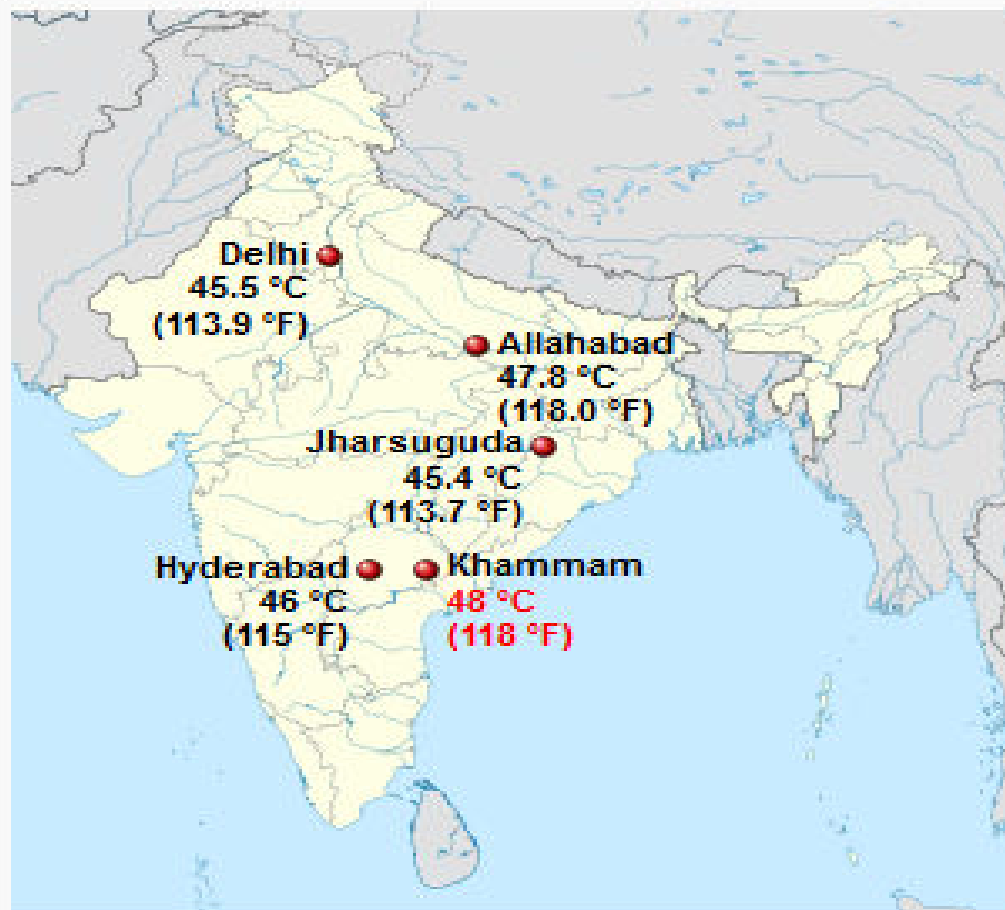 Delhi
45.5 °C
(113.9 °F)
Allahabad
47.8 °C
(118.0 °F)
Jharsuguda
45.4 °C
(113.7 °F)
Hyderabad
46 °C
(115 °F)
Khammam
48 °C
(118 °F)